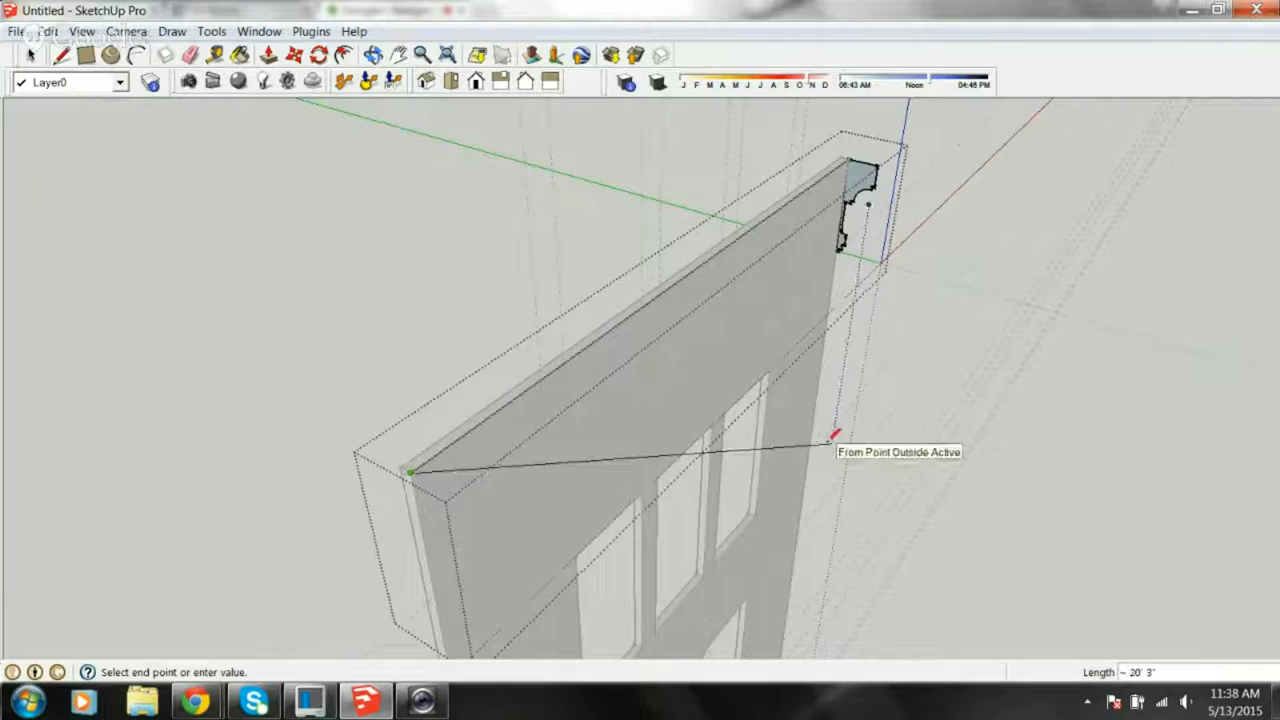 Untitled - SketchUp Pro
File Edit View Camera Draw Tools Window Plugins Help
Layer0
J F M A M J J A S O N D
06:43 AM Noon 04:46 PM
From Point Outside Active
Select end point or enter value.
Length ~ 20' 3"
11:38 AM
5/13/2015